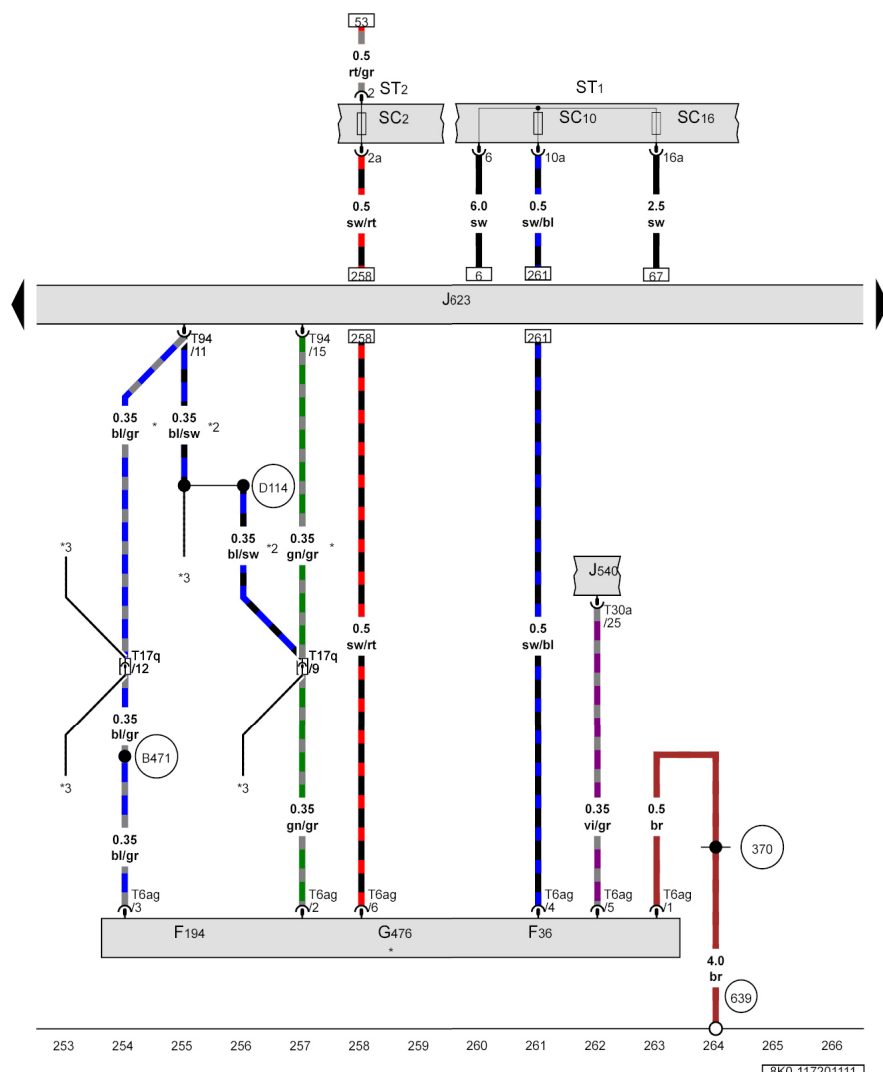 53
0.5
rt/gr
2
ST2
ST1
SC2
SC10
SC16
2a
6
10a
16a
0.5
sw/rt
6.0
sw
0.5
sw/bl
2.5
sw
258
6
261
67
J623
T94
/11
T94
/15
258
261
0.35
bl/gr
*
0.35
bl/sw
*2
D114
*3
*3
0.35
bl/sw
*2
0.35
gn/gr
*
J540
T30a
/25
0.5
sw/rt
0.5
sw/bl
T17q
/12
T17q
/9
0.35
bl/gr
B471
*3
*3
0.35
gn/gr
0.35
vi/gr
0.5
br
370
0.35
bl/gr
T6ag
/3
T6ag
/2
T6ag
/6
T6ag
/4
T6ag
/5
T6ag
/1
F194
G476
*
F36
4.0
br
639
253
254
255
256
257
258
259
260
261
262
263
264
265
266
8K0-117201111